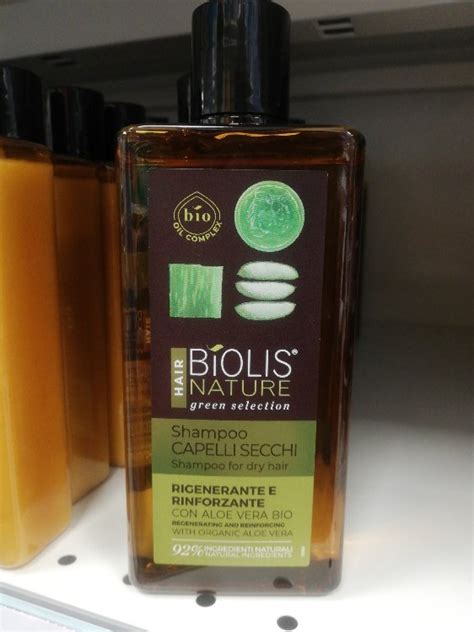 bio
OIL COMPLEX
HAIR
BiOLIS®
NATURE
green selection
Shampoo
CAPELLI SECCHI
Shampoo for dry hair
RIGENERANTE E
RINFORZANTE
CON ALOE VERA BIO
REGENERATING AND REINFORCING
WITH ORGANIC ALOE VERA
92% INGREDIENTI NATURALI
NATURAL INGREDIENTS